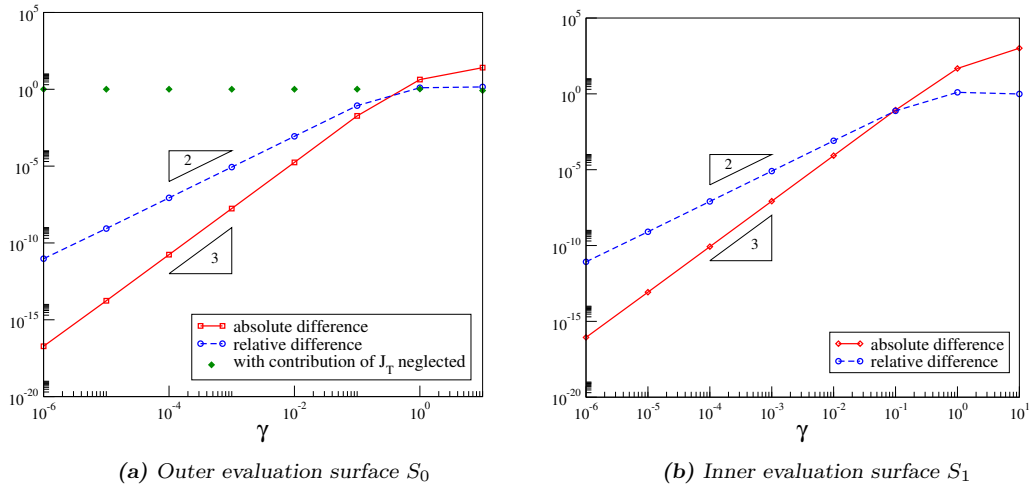 10^5
10^0
10^-5
10^-10
10^-15
10^-20
2
3
absolute difference
relative difference
with contribution of J_T neglected
10^-6 10^-4 10^-2 10^0
γ
(a) Outer evaluation surface S_0
10^5
10^0
10^-5
10^-10
10^-15
10^-20
2
3
absolute difference
relative difference
10^-6 10^-5 10^-4 10^-3 10^-2 10^-1 10^0 10^1
γ
(b) Inner evaluation surface S_1